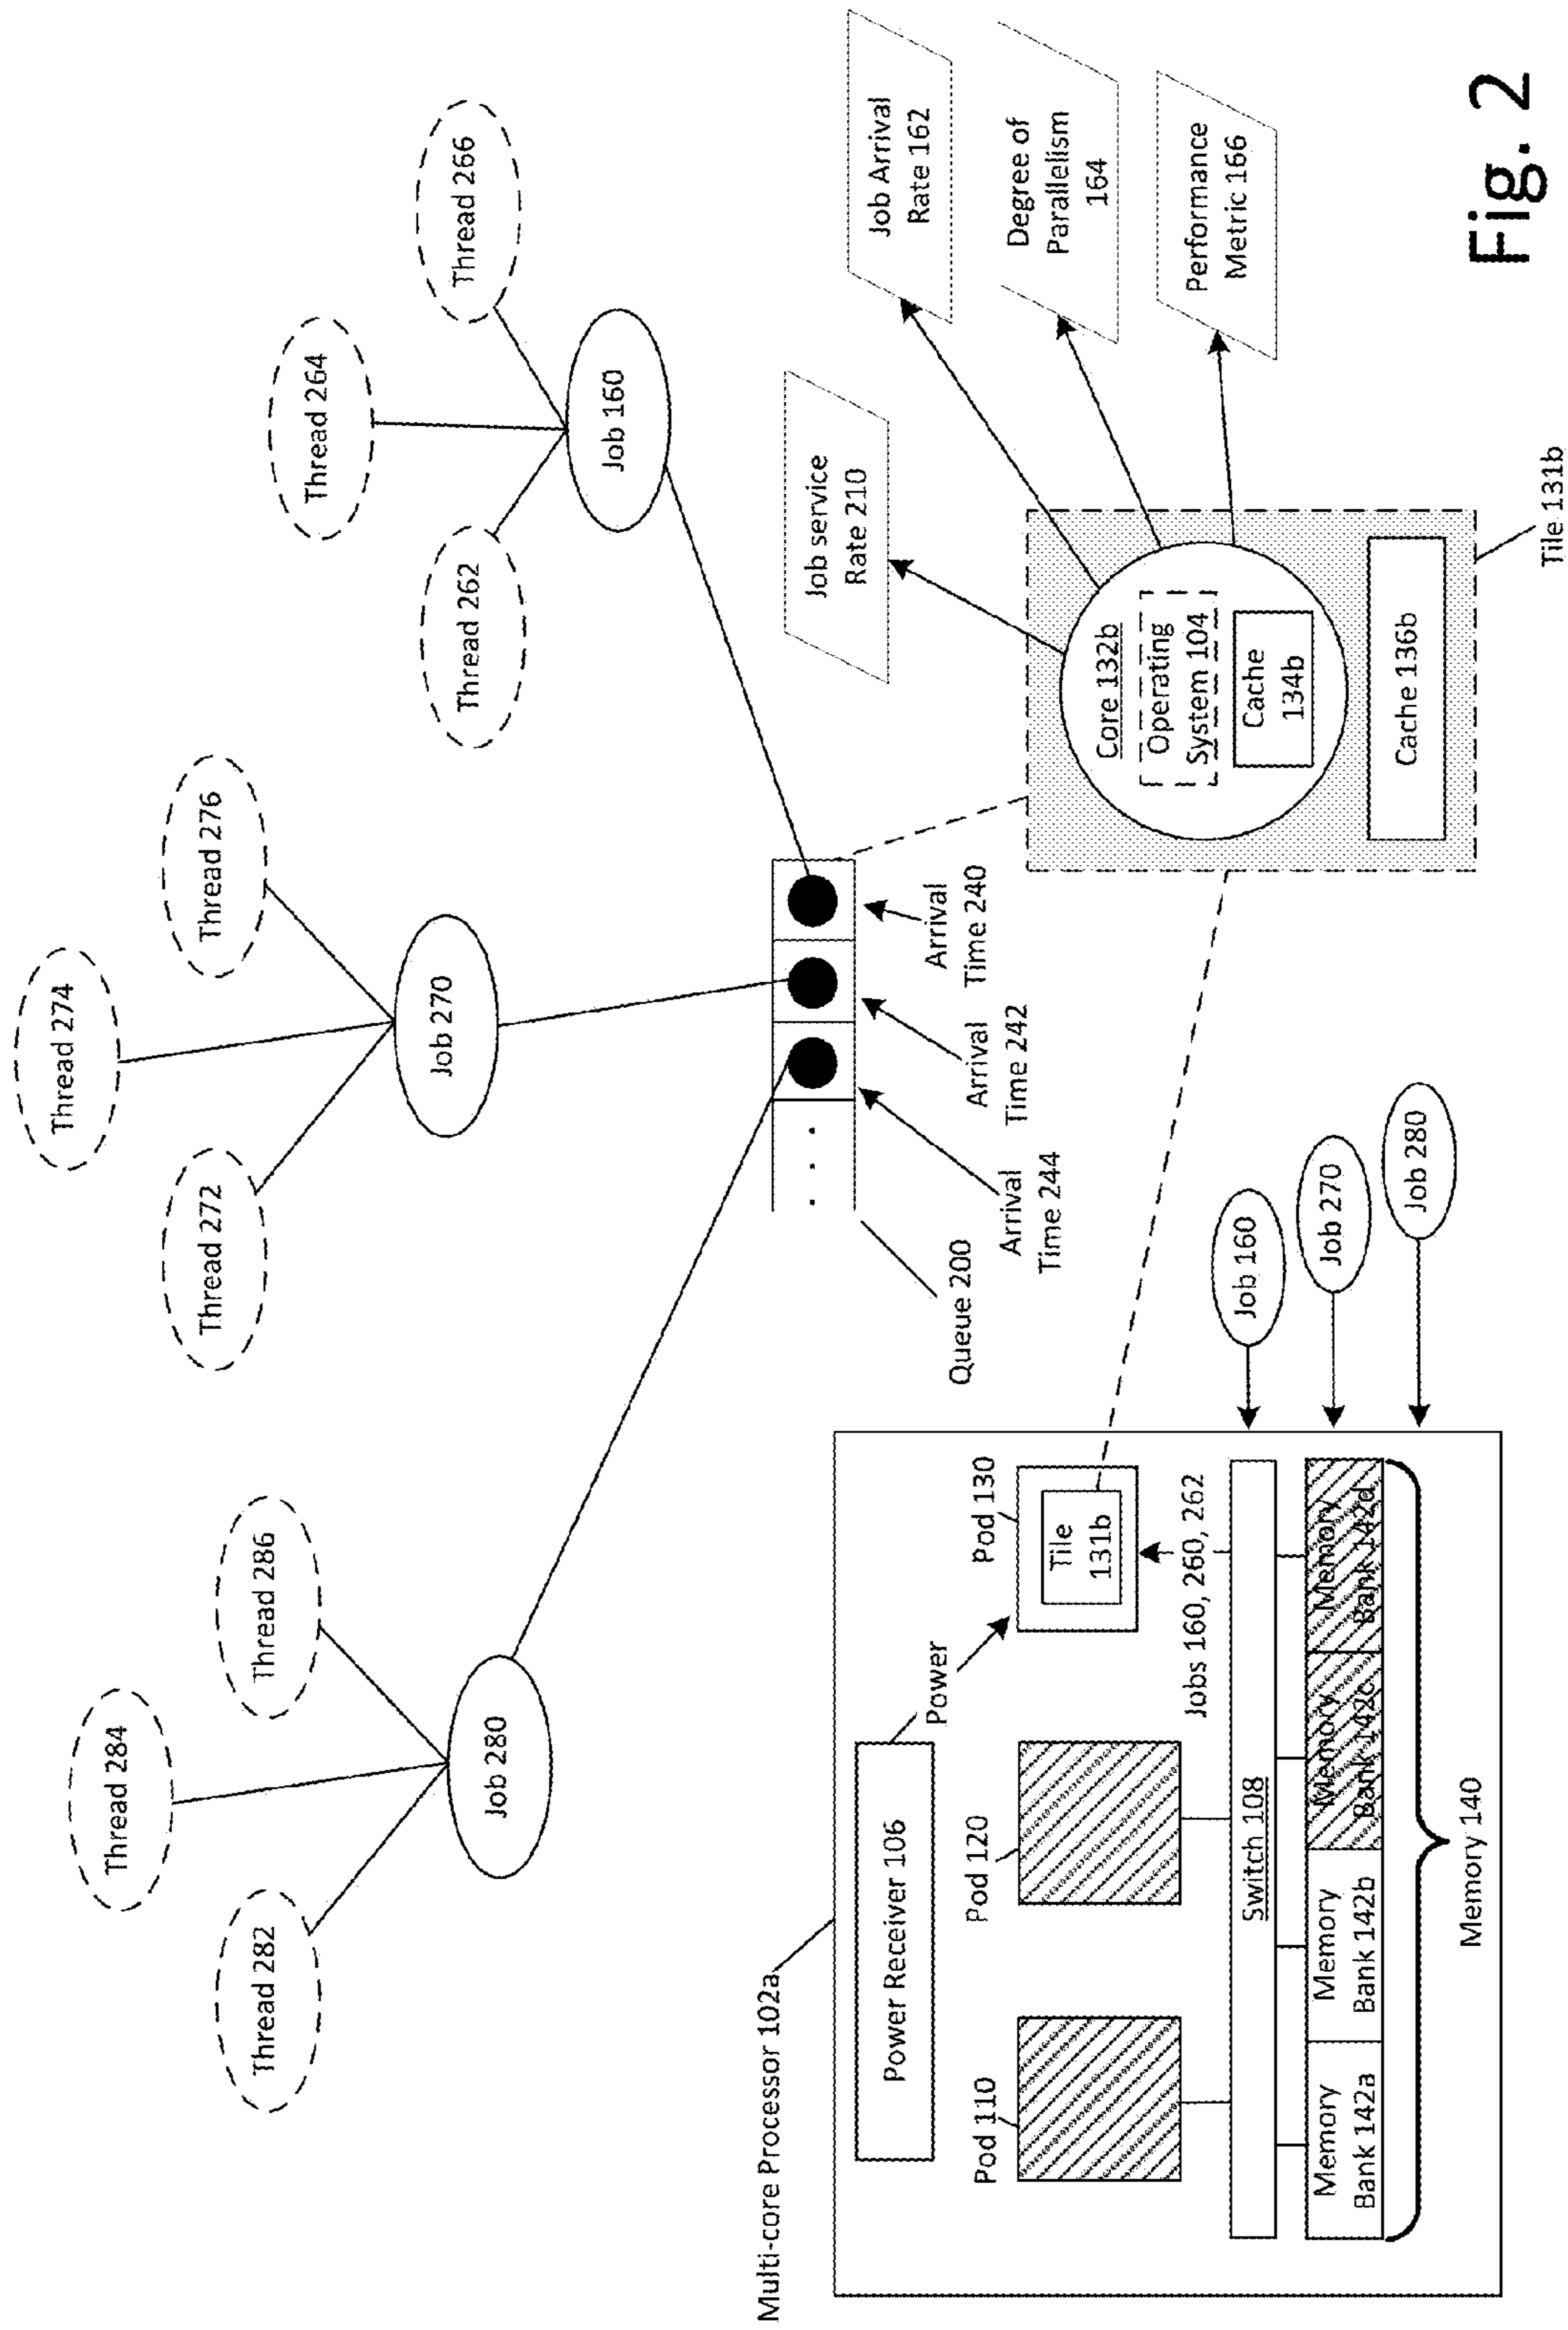 Thread 282
Thread 284
Thread 286
Job 280
Thread 272
Thread 274
Thread 276
Job 270
Thread 262
Thread 264
Thread 266
Job 160
Multi-core Processor 102a
Power Receiver 106
Power
Pod 110
Pod 120
Pod 130
Tile
131b
Jobs 160, 260, 262
Switch 108
Memory
Bank 142a
Memory
Bank 142b
Memory
Bank 142c
Memory
Bank 142d
Memory 140
Job 160
Job 270
Job 280
Queue 200
. . .
Arrival
Time 244
Arrival
Time 242
Arrival
Time 240
Job service
Rate 210
Job Arrival
Rate 162
Degree of
Parallelism
164
Performance
Metric 166
Core 132b
Operating
System 104
Cache
134b
Cache 136b
Tile 131b
Fig. 2